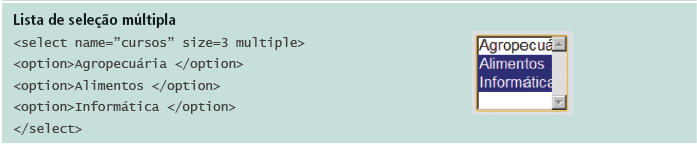 Lista de seleção múltipla
<select name=”cursos” size=3 multiple>
<option>Agropecuária </option>
<option>Alimentos </option>
<option>Informática </option>
</select>
Agropecuá
Alimentos
Informática